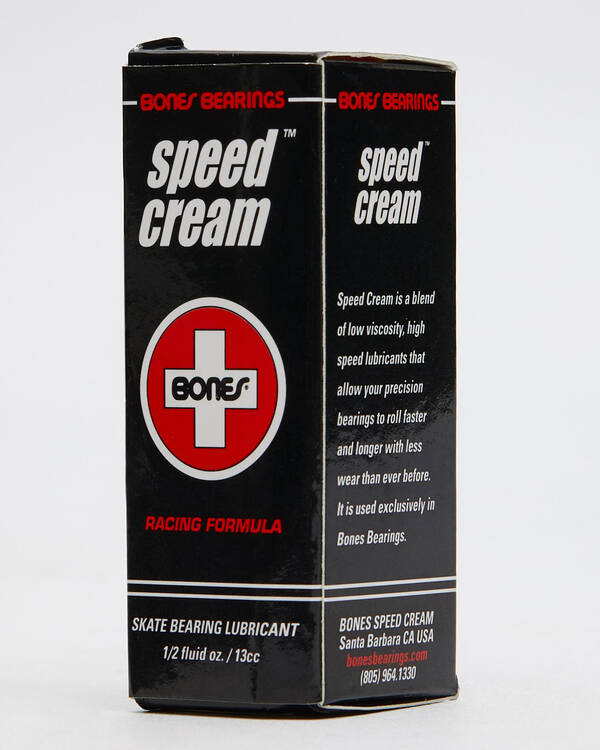 BONES BEARINGS
speed™
cream
BONES®
RACING FORMULA
SKATE BEARING LUBRICANT
1/2 fluid oz. / 13cc
BONES BEARINGS
speed™
cream
Speed Cream is a blend
of low viscosity, high
speed lubricants that
allow your precision
bearings to roll faster
and longer with less
wear than ever before.
It is used exclusively in
Bones Bearings.
BONES SPEED CREAM
Santa Barbara CA USA
bonesbearings.com
(805) 964.1330